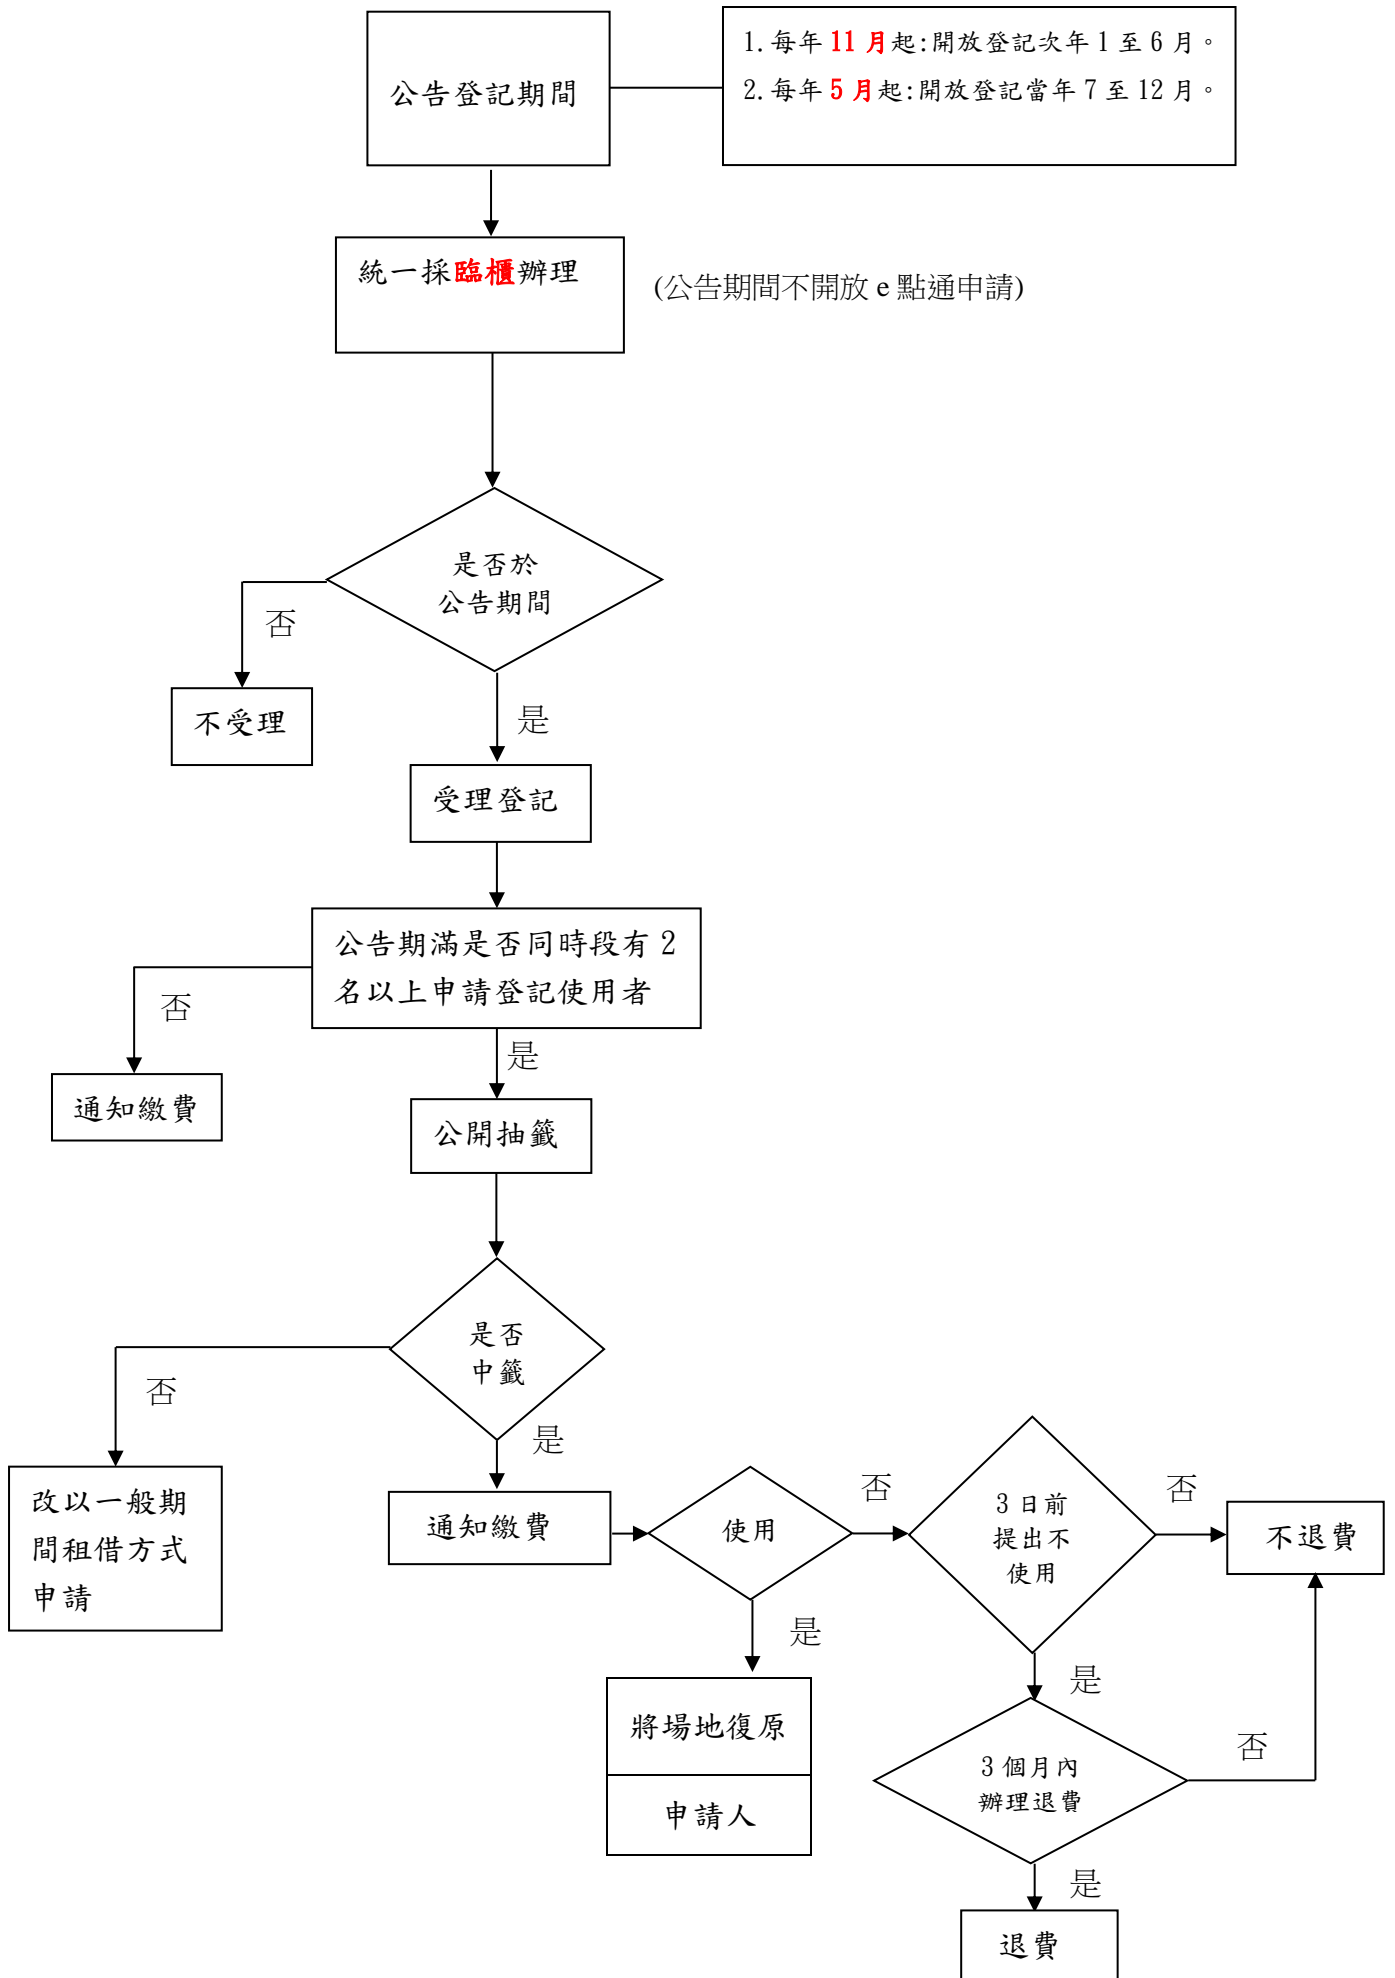 公告登記期間
1.每年 11 月起:開放登記次年 1 至 6 月。
2.每年 5 月起:開放登記當年 7 至 12 月。
統一採臨櫃辦理
(公告期間不開放 e 點通申請)
是否於
公告期間
否
不受理
是
受理登記
公告期滿是否同時段有 2
名以上申請登記使用者
否
是
通知繳費
公開抽籤
是否
中籤
否
是
改以一般期
間租借方式
申請
通知繳費
使用
否
3 日前
提出不
使用
否
不退費
是
將場地復原
申請人
是
3 個月內
辦理退費
否
是
退費